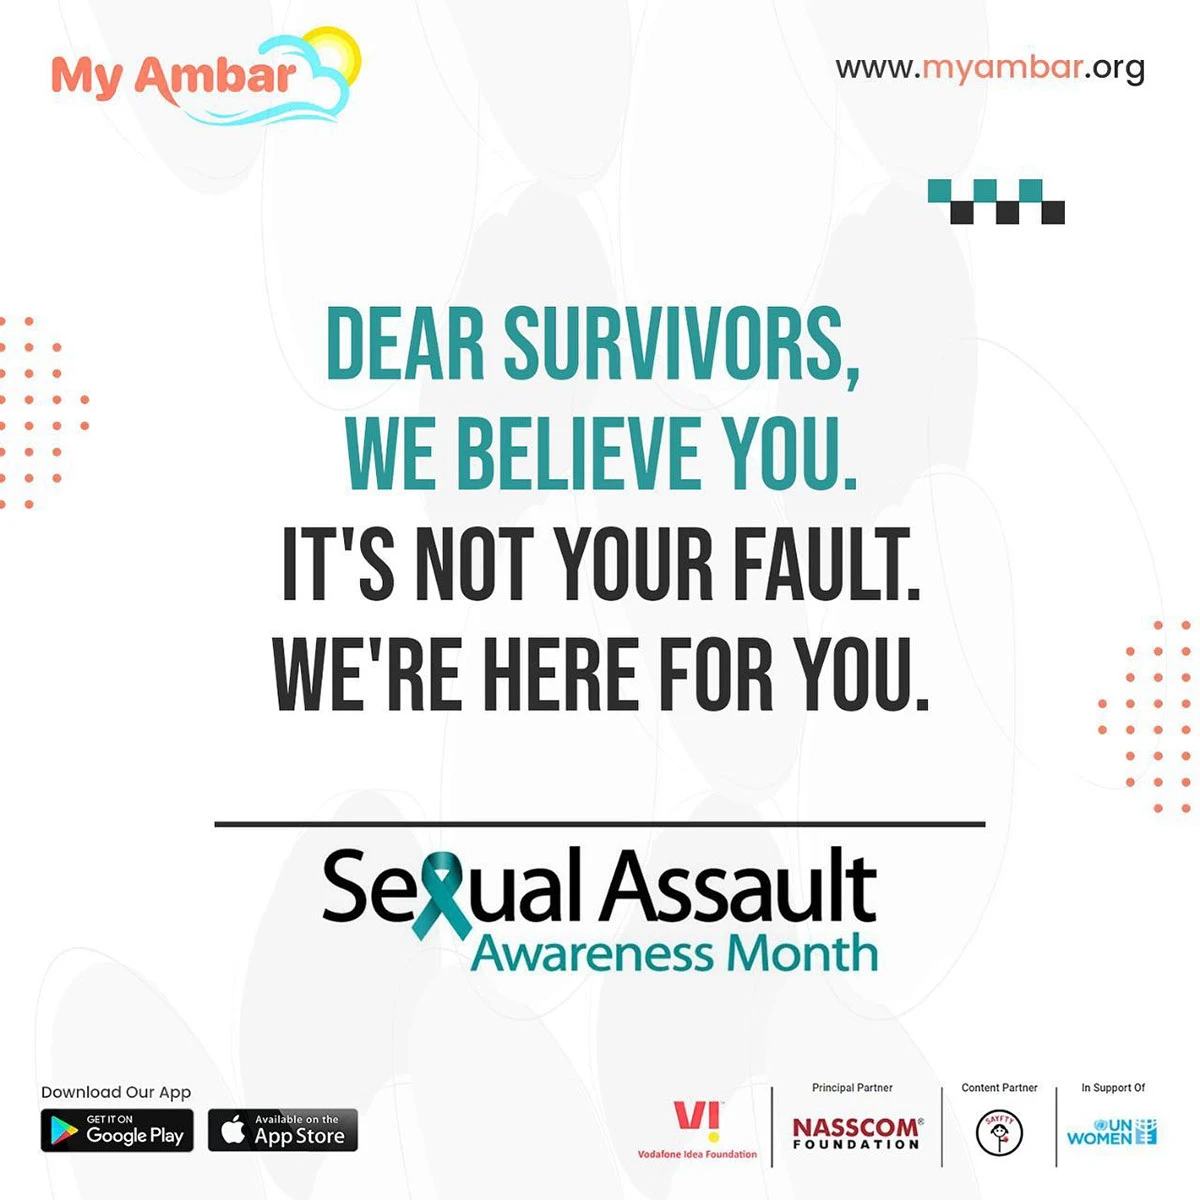 My Ambar
www.myambar.org
DEAR SURVIVORS,
WE BELIEVE YOU.
IT'S NOT YOUR FAULT.
WE'RE HERE FOR YOU.
Sexual Assault
Awareness Month
Download Our App
GET IT ON
Google Play
Available on the
App Store
VI
Vodafone Idea Foundation
Principal Partner
NASSCOM®
FOUNDATION
Content Partner
SAYFTY
In Support Of
UN
WOMEN